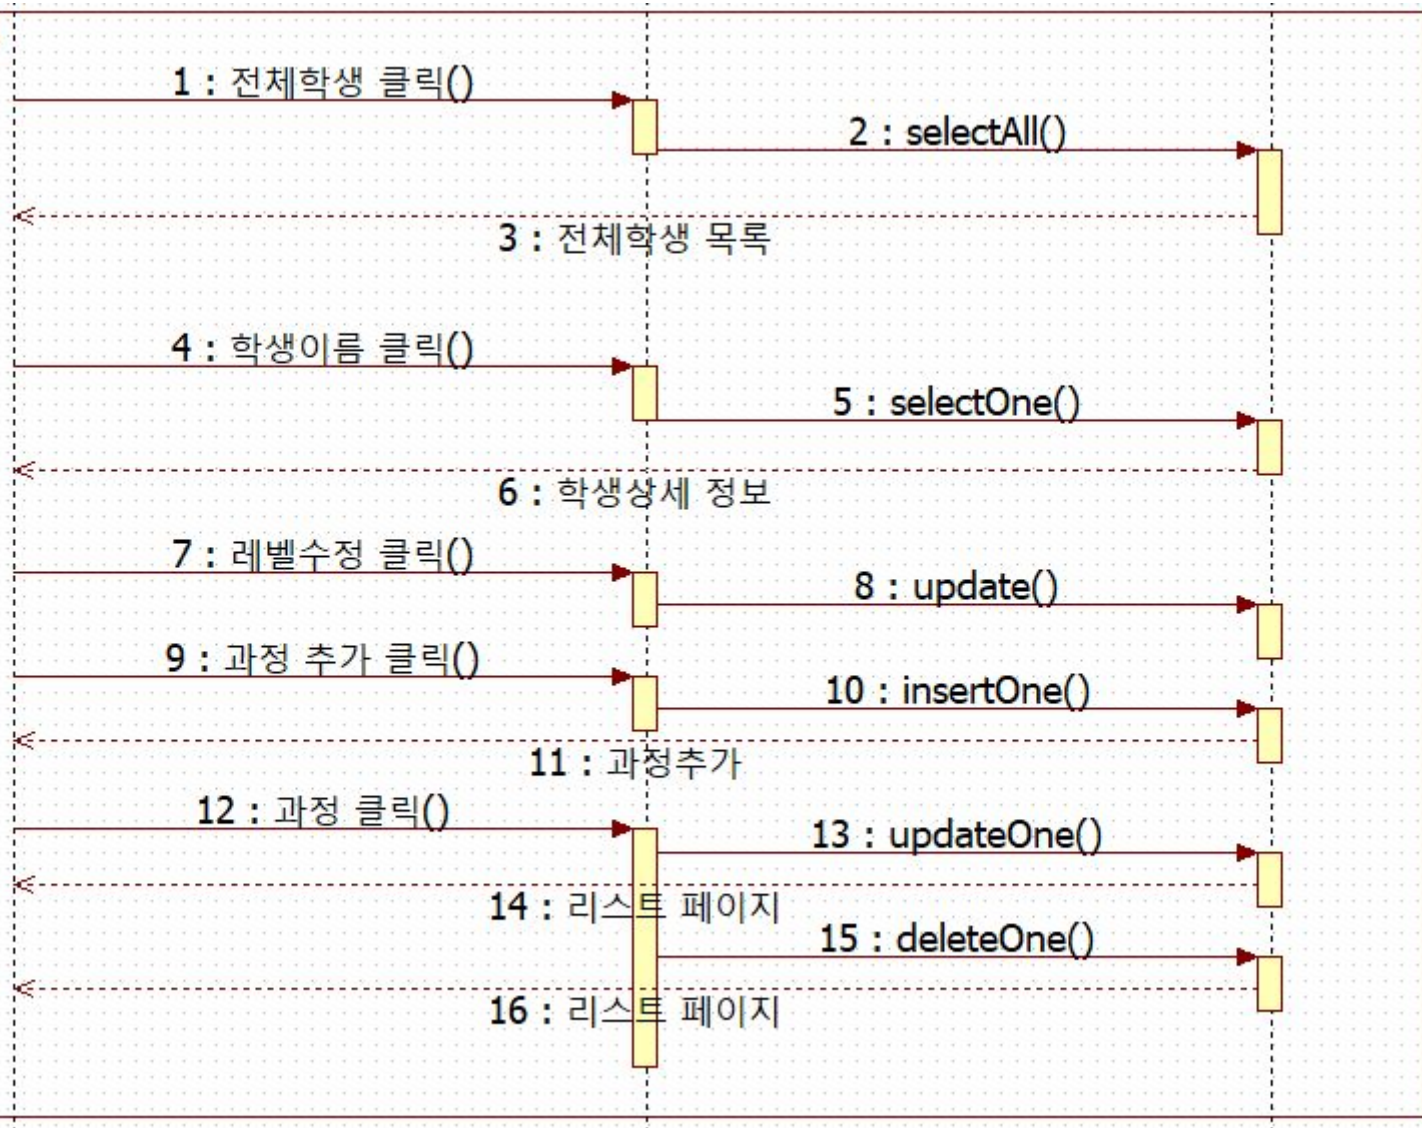 1 : 전체학생 클릭()
2 : selectAll()
3 : 전체학생 목록
4 : 학생이름 클릭()
5 : selectOne()
6 : 학생상세 정보
7 : 레벨수정 클릭()
8 : update()
9 : 과정 추가 클릭()
10 : insertOne()
11 : 과정추가
12 : 과정 클릭()
13 : updateOne()
14 : 리스트 페이지
15 : deleteOne()
16 : 리스트 페이지